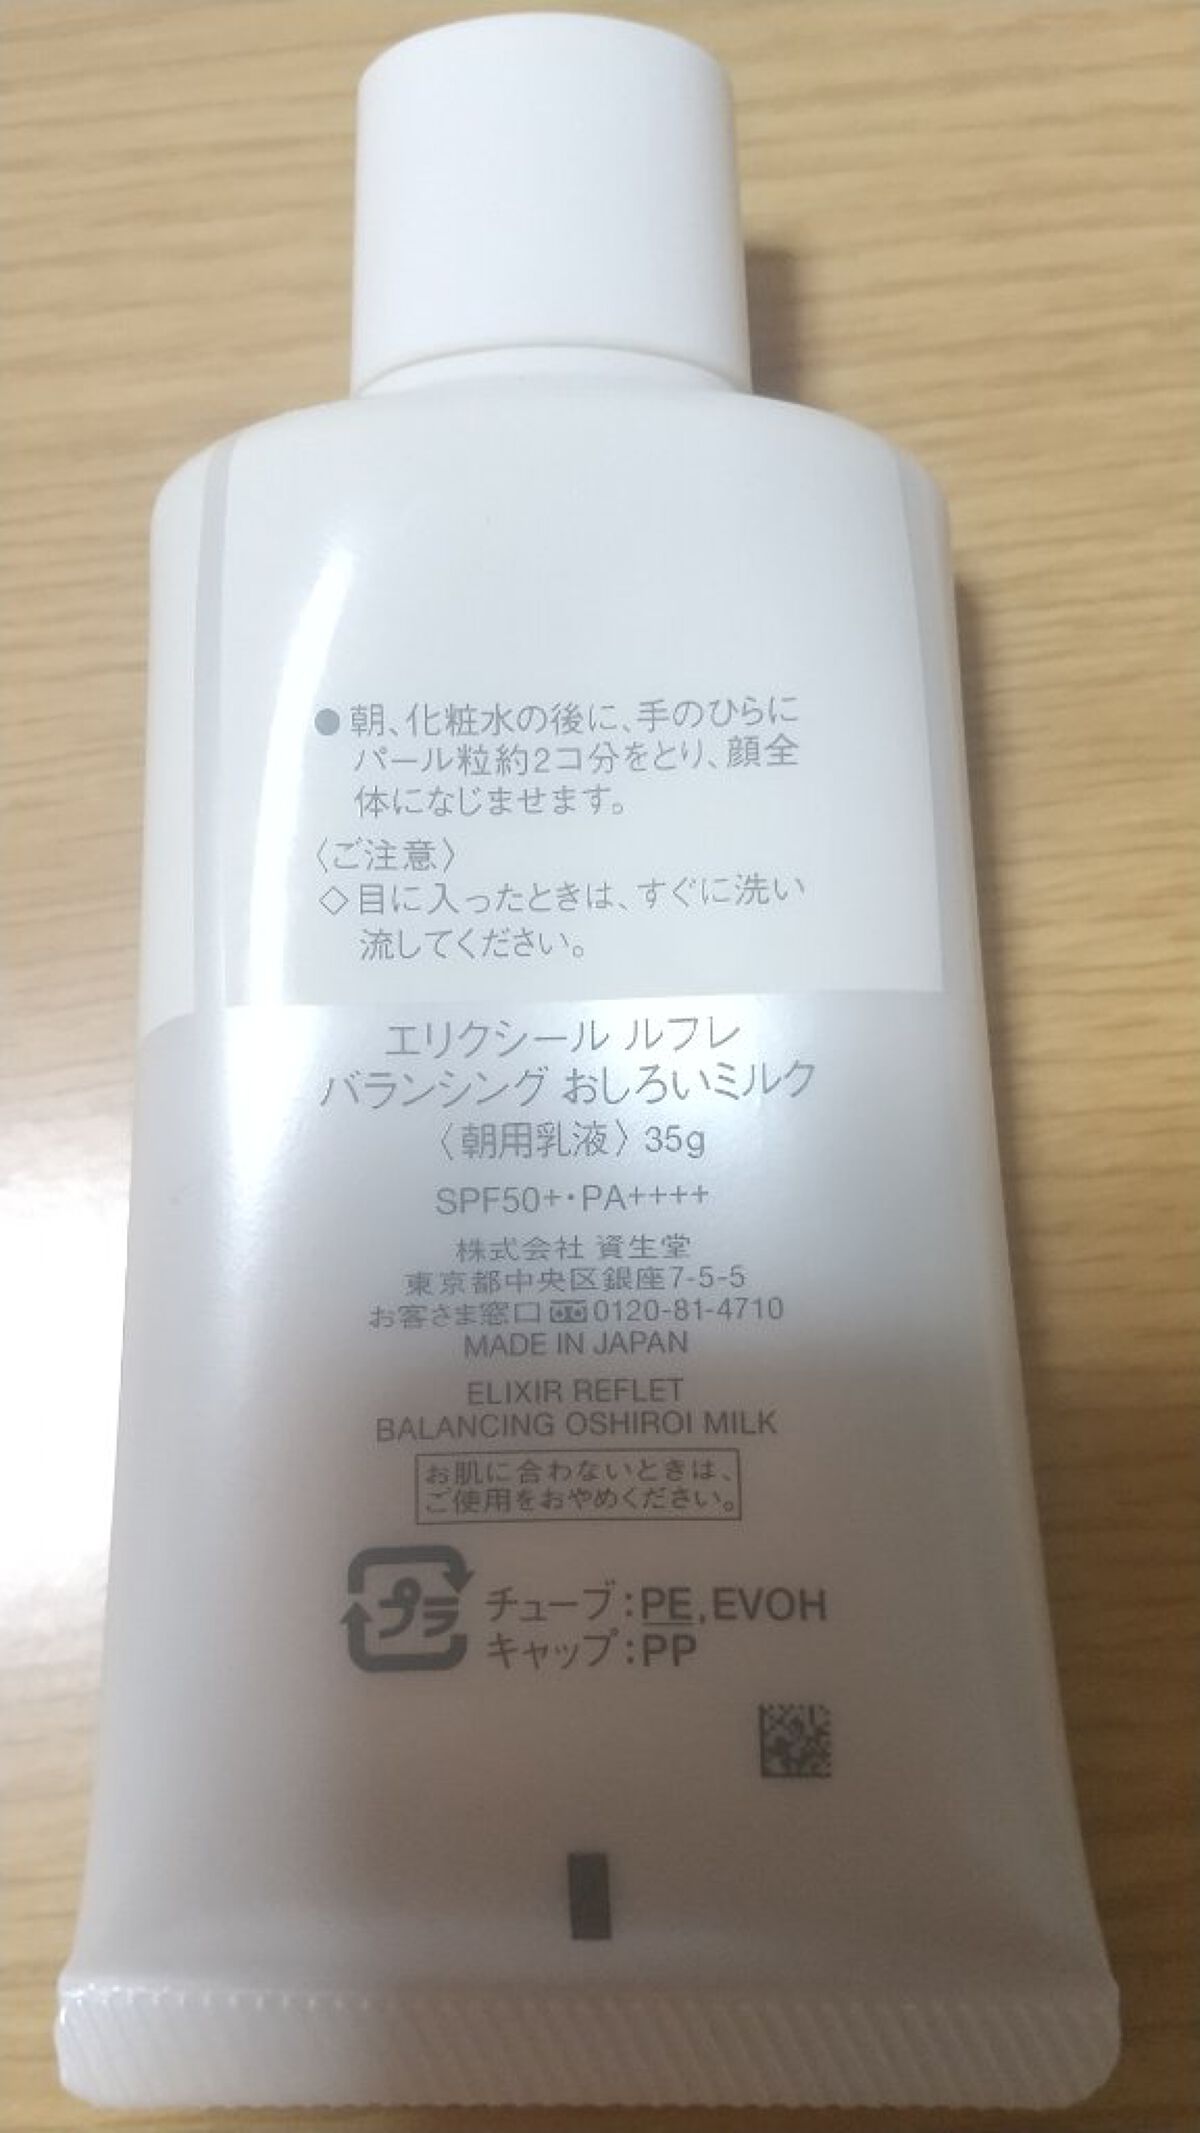 ● 朝、化粧水の後に、手のひらに
パール粒約2コ分をとり、顔全
体になじませます。
〈ご注意〉
◇ 目に入ったときは、すぐに洗い
流してください。
エリクシール ルフレ
バランシング おしろいミルク
〈朝用乳液〉 35g
SPF50+・PA++++
株式会社 資生堂
東京都中央区銀座7-5-5
お客さま窓口 0120-81-4710
MADE IN JAPAN
ELIXIR REFLET
BALANCING OSHIROI MILK
お肌に合わないときは、
ご使用をおやめください。
プラ
チューブ:PE,EVOH
キャップ:PP